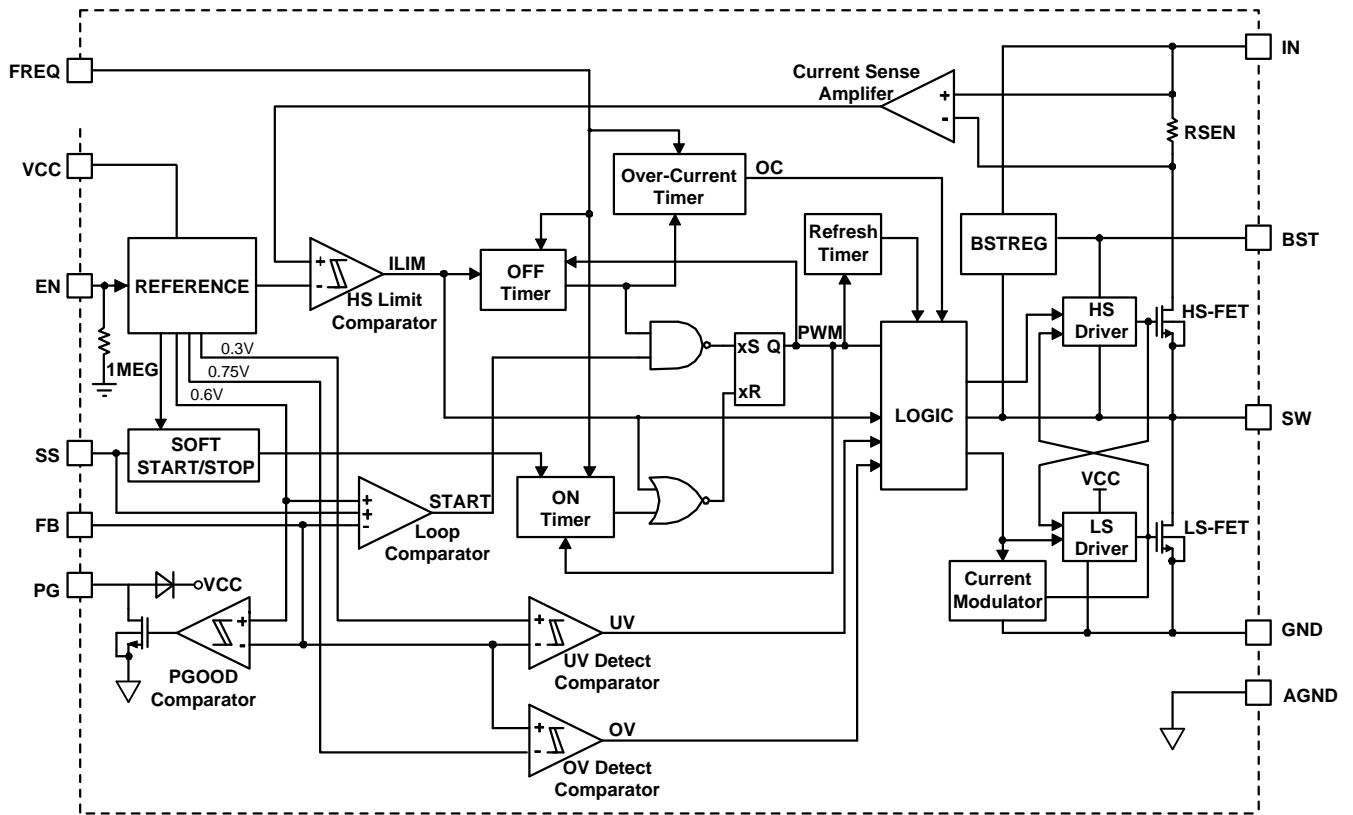 FREQ
VCC
EN
SS
FB
PG
IN
BST
SW
GND
AGND
Current Sense
Amplifer
+
-
RSEN
Over-Current
Timer
OC
Refresh
Timer
BSTREG
REFERENCE
1MEG
0.3V
0.75V
0.6V
+
-
ILIM
HS Limit
Comparator
OFF
Timer
xS Q
xR
PWM
LOGIC
HS
Driver
HS-FET
SOFT
START/STOP
+
+
-
START
Loop
Comparator
ON
Timer
VCC
LS
Driver
LS-FET
Current
Modulator
VCC
+
-
PGOOD
Comparator
+
-
UV
UV Detect
Comparator
+
-
OV
OV Detect
Comparator